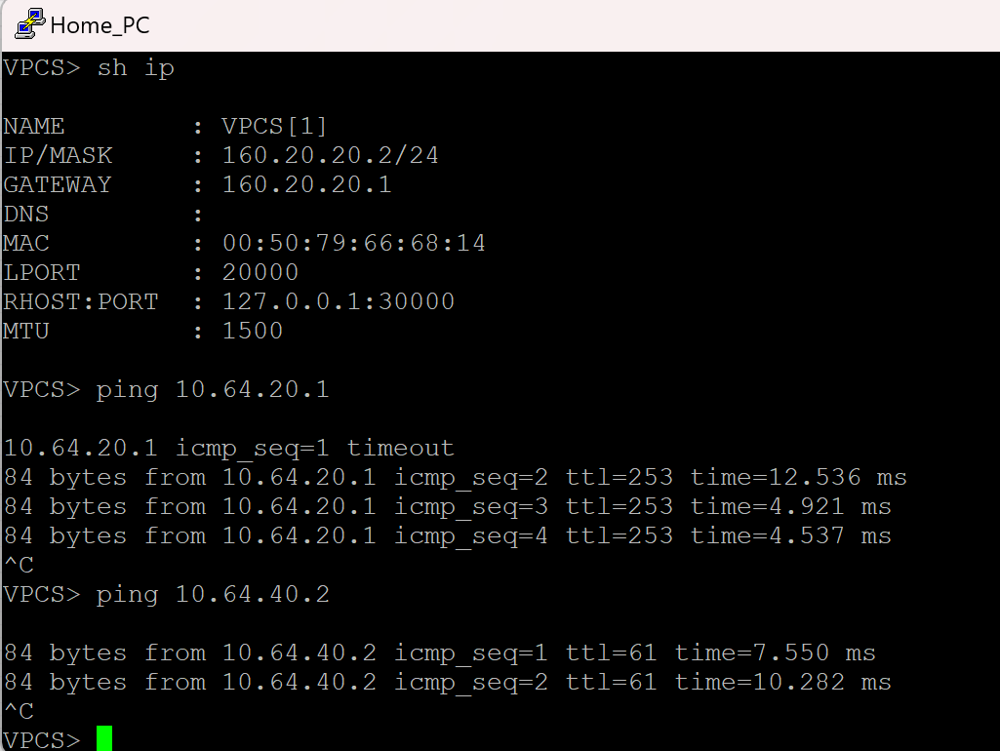 Home_PC
VPCS> sh ip
NAME : VPCS[1]
IP/MASK : 160.20.20.2/24
GATEWAY : 160.20.20.1
DNS :
MAC : 00:50:79:66:68:14
LPORT : 20000
RHOST:PORT : 127.0.0.1:30000
MTU : 1500
VPCS> ping 10.64.20.1
10.64.20.1 icmp_seq=1 timeout
84 bytes from 10.64.20.1 icmp_seq=2 ttl=253 time=12.536 ms
84 bytes from 10.64.20.1 icmp_seq=3 ttl=253 time=4.921 ms
84 bytes from 10.64.20.1 icmp_seq=4 ttl=253 time=4.537 ms
^C
VPCS> ping 10.64.40.2
84 bytes from 10.64.40.2 icmp_seq=1 ttl=61 time=7.550 ms
84 bytes from 10.64.40.2 icmp_seq=2 ttl=61 time=10.282 ms
^C
VPCS>